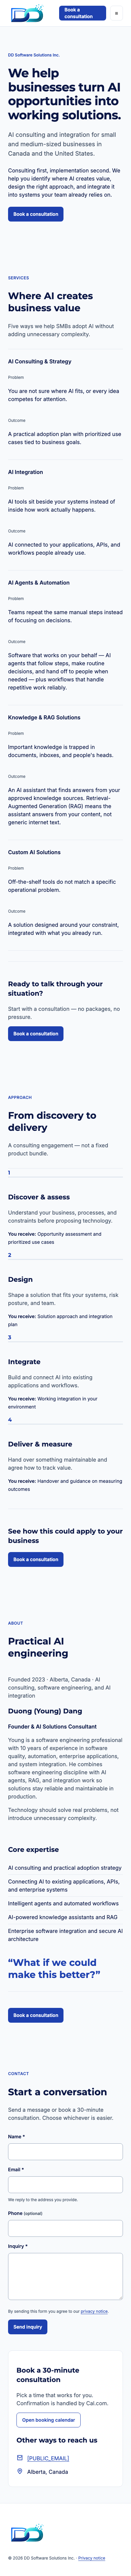 DD
Book a
consultation
DD Software Solutions Inc.
We help
businesses turn AI
opportunities into
working solutions.
AI consulting and integration for small
and medium-sized businesses in
Canada and the United States.
Consulting first, implementation second. We
help you identify where AI creates value,
design the right approach, and integrate it
into systems your team already relies on.
Book a consultation
SERVICES
Where AI creates
business value
Five ways we help SMBs adopt AI without
adding unnecessary complexity.
AI Consulting & Strategy
Problem
You are not sure where AI fits, or every idea
competes for attention.
Outcome
A practical adoption plan with prioritized use
cases tied to business goals.
AI Integration
Problem
AI tools sit beside your systems instead of
inside how work actually happens.
Outcome
AI connected to your applications, APIs, and
workflows people already use.
AI Agents & Automation
Problem
Teams repeat the same manual steps instead
of focusing on decisions.
Outcome
Software that works on your behalf — AI
agents that follow steps, make routine
decisions, and hand off to people when
needed — plus workflows that handle
repetitive work reliably.
Knowledge & RAG Solutions
Problem
Important knowledge is trapped in
documents, inboxes, and people's heads.
Outcome
An AI assistant that finds answers from your
approved knowledge sources. Retrieval-
Augmented Generation (RAG) means the
assistant answers from your content, not
generic internet text.
Custom AI Solutions
Problem
Off-the-shelf tools do not match a specific
operational problem.
Outcome
A solution designed around your constraint,
integrated with what you already run.
Ready to talk through your
situation?
Start with a consultation — no packages, no
pressure.
Book a consultation
APPROACH
From discovery to
delivery
A consulting engagement — not a fixed
product bundle.
1
Discover & assess
Understand your business, processes, and
constraints before proposing technology.
You receive: Opportunity assessment and
prioritized use cases
2
Design
Shape a solution that fits your systems, risk
posture, and team.
You receive: Solution approach and integration
plan
3
Integrate
Build and connect AI into existing
applications and workflows.
You receive: Working integration in your
environment
4
Deliver & measure
Hand over something maintainable and
agree how to track value.
You receive: Handover and guidance on measuring
outcomes
See how this could apply to your
business
Book a consultation
ABOUT
Practical AI
engineering
Founded 2023 · Alberta, Canada · AI
consulting, software engineering, and AI
integration
Duong (Young) Dang
Founder & AI Solutions Consultant
Young is a software engineering professional
with 10 years of experience in software
quality, automation, enterprise applications,
and system integration. He combines
software engineering discipline with AI
agents, RAG, and integration work so
solutions stay reliable and maintainable in
production.
Technology should solve real problems, not
introduce unnecessary complexity.
Core expertise
AI consulting and practical adoption strategy
Connecting AI to existing applications, APIs,
and enterprise systems
Intelligent agents and automated workflows
AI-powered knowledge assistants and RAG
Enterprise software integration and secure AI
architecture
“What if we could
make this better?”
Book a consultation
CONTACT
Start a conversation
Send a message or book a 30-minute
consultation. Choose whichever is easier.
Name *
Email *
We reply to the address you provide.
Phone (optional)
Inquiry *
By sending this form you agree to our privacy notice.
Send inquiry
Book a 30-minute
consultation
Pick a time that works for you.
Confirmation is handled by Cal.com.
Open booking calendar
Other ways to reach us
[PUBLIC_EMAIL]
Alberta, Canada
DD
© 2026 DD Software Solutions Inc. · Privacy notice